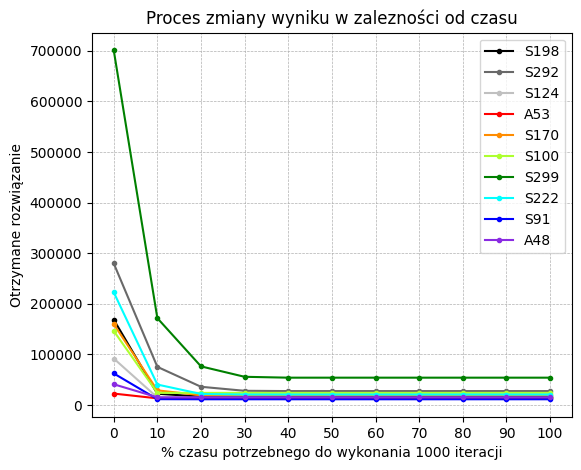 Proces zmiany wyniku w zalezności od czasu
700000
600000
500000
400000
300000
200000
100000
0
Otrzymane rozwiązanie
S198
S292
S124
A53
S170
S100
S299
S222
S91
A48
0 10 20 30 40 50 60 70 80 90 100
% czasu potrzebnego do wykonania 1000 iteracji